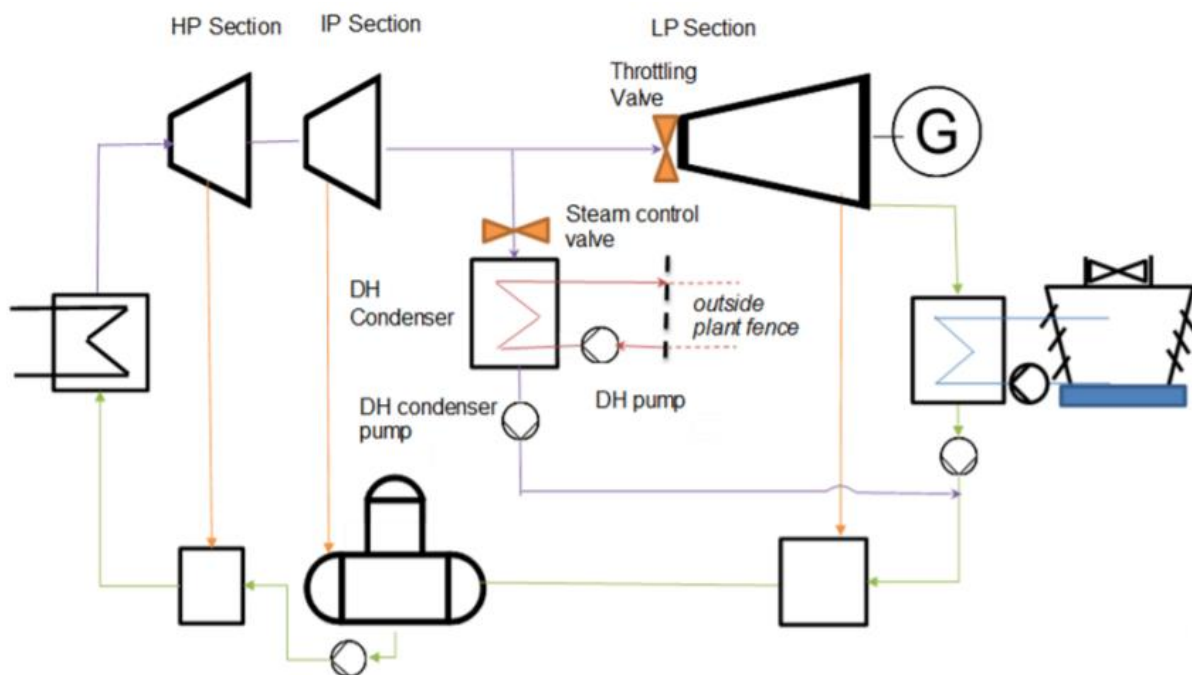 HP Section
IP Section
LP Section
Throttling
Valve
G
Steam control
valve
DH
Condenser
outside
plant fence
DH condenser
pump
DH pump